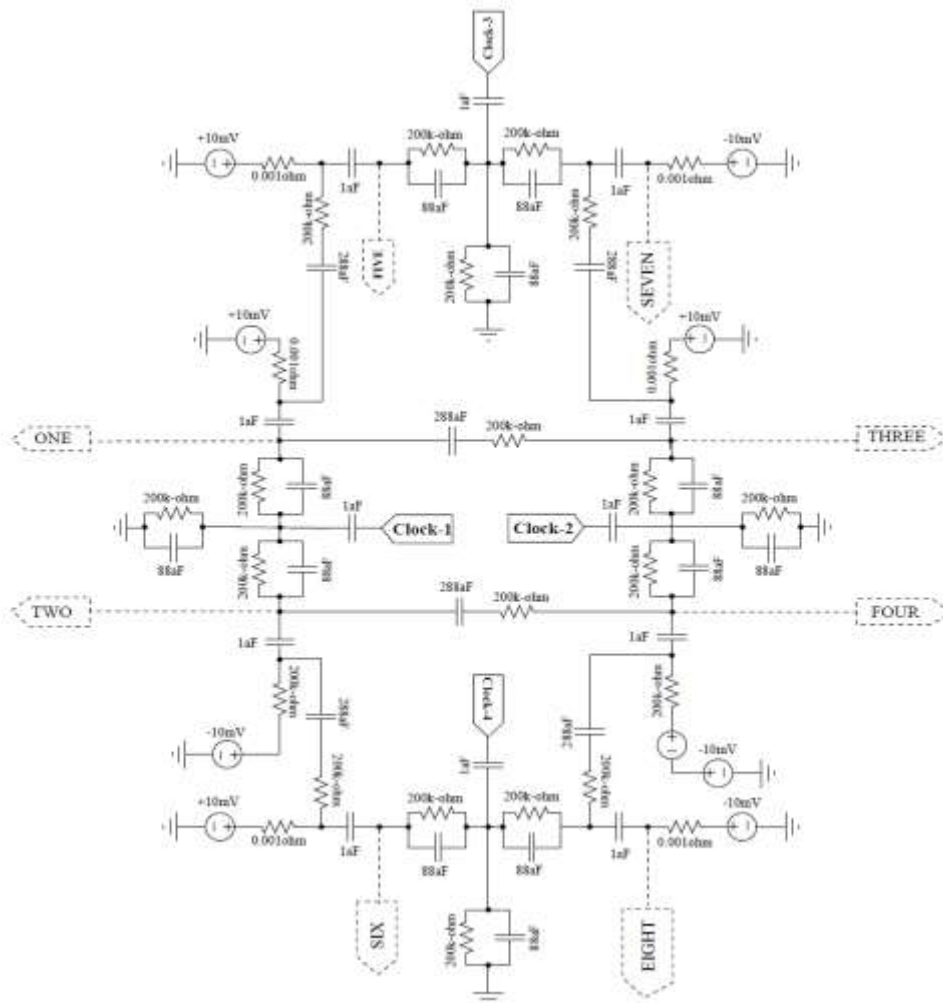 Clock-3
1aF
+10mV
200k-ohm
200k-ohm
-10mV
0.001ohm
1aF
88aF
88aF
1aF
0.001ohm
200k-ohm
288aF
FIVE
200k-ohm
88aF
200k-ohm
288aF
SEVEN
+10mV
0.001ohm
+10mV
0.001ohm
1aF
288aF
1aF
ONE
200k-ohm
THREE
200k-ohm
88aF
200k-ohm
88aF
200k-ohm
1aF
Clock-1
Clock-2
1aF
200k-ohm
88aF
88aF
200k-ohm
88aF
200k-ohm
88aF
288aF
TWO
200k-ohm
FOUR
1aF
1aF
200k-ohm
288aF
Clock-4
288aF
200k-ohm
-10mV
-10mV
1aF
+10mV
200k-ohm
200k-ohm
200k-ohm
200k-ohm
-10mV
0.001ohm
1aF
88aF
88aF
1aF
0.001ohm
SIX
200k-ohm
88aF
EIGHT